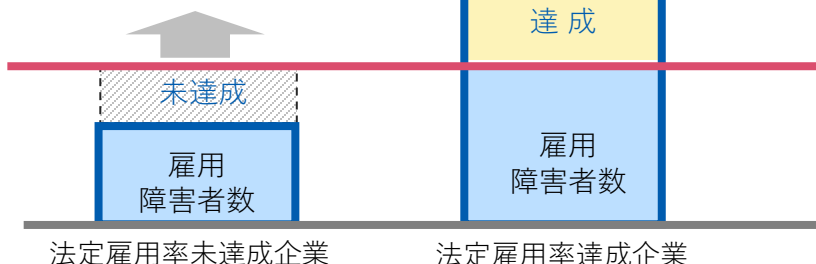 達 成
未達成
雇用
障害者数
雇用
障害者数
法定雇用率未達成企業
法定雇用率達成企業